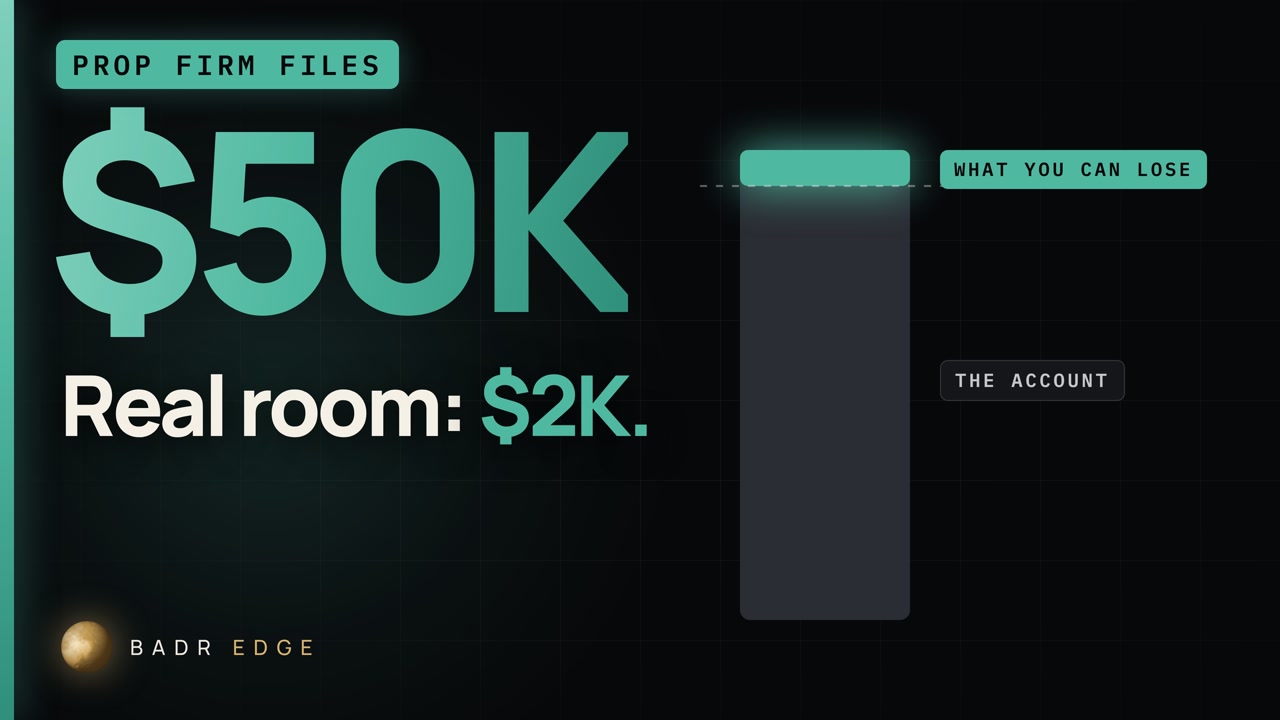 PROP FIRM FILES
$50K
Real room: $2K.
WHAT YOU CAN LOSE
THE ACCOUNT
BADR EDGE